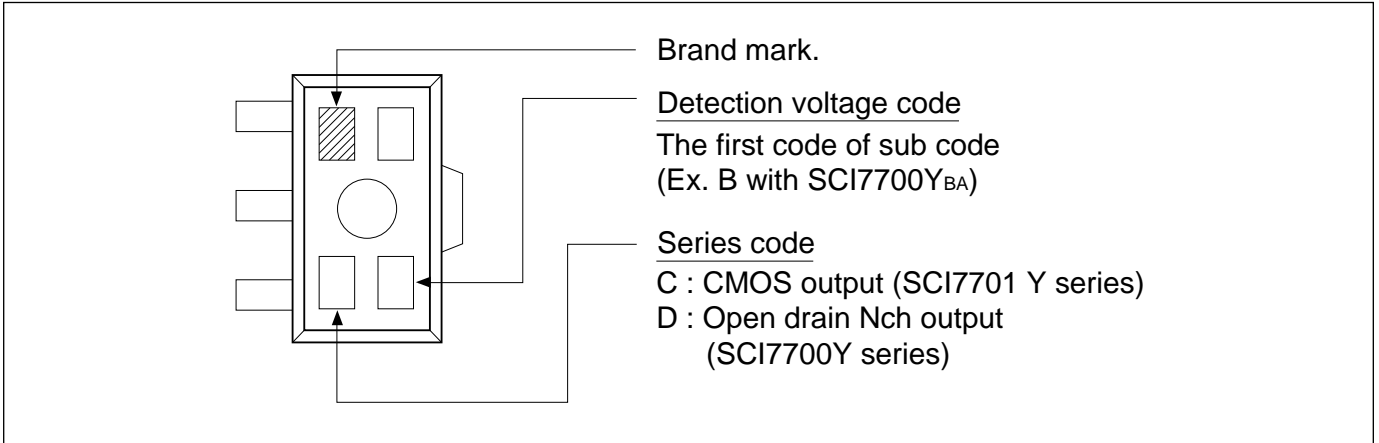 Brand mark.
Detection voltage code
The first code of sub code
(Ex. B with SCI7700YBA)
Series code
C : CMOS output (SCI7701 Y series)
D : Open drain Nch output
(SCI7700Y series)